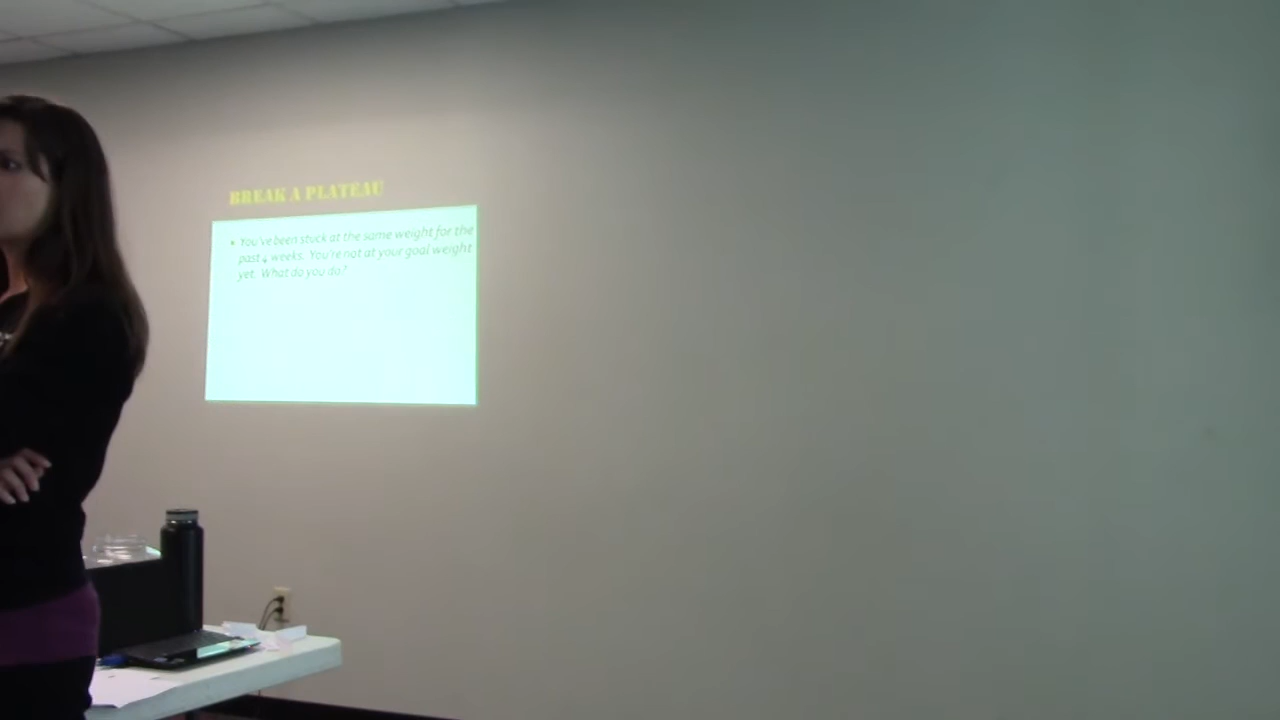 BREAK A PLATEAU
You've been stuck at the same weight for the
past 4 weeks. You're not at your goal weight
yet. What do you do?